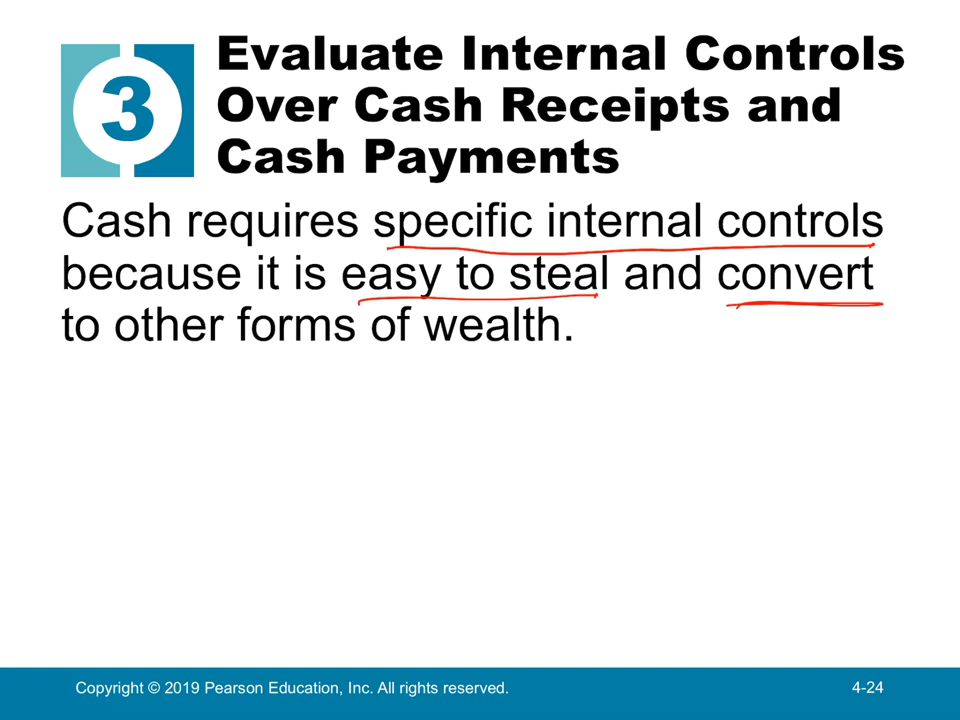 3
Evaluate Internal Controls
Over Cash Receipts and
Cash Payments
Cash requires specific internal controls
because it is easy to steal and convert
to other forms of wealth.
Copyright © 2019 Pearson Education, Inc. All rights reserved.
4-24